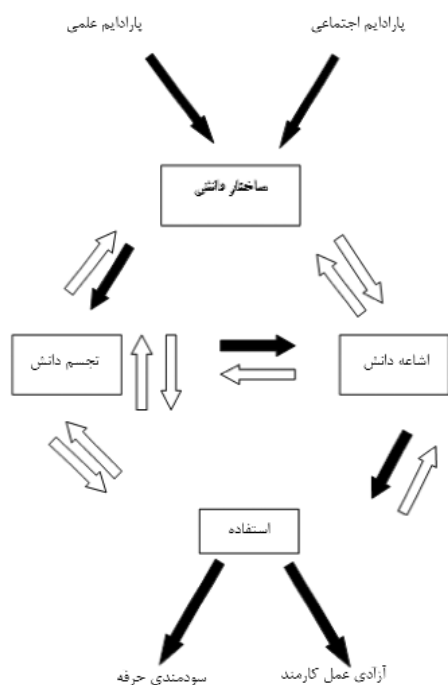 پارادایم اجتماعی
پارادایم علمی
ساختار دانش
اشاعه دانش
تجسم دانش
استفاده
آزادی عمل کارمند
سودمندی حرفه